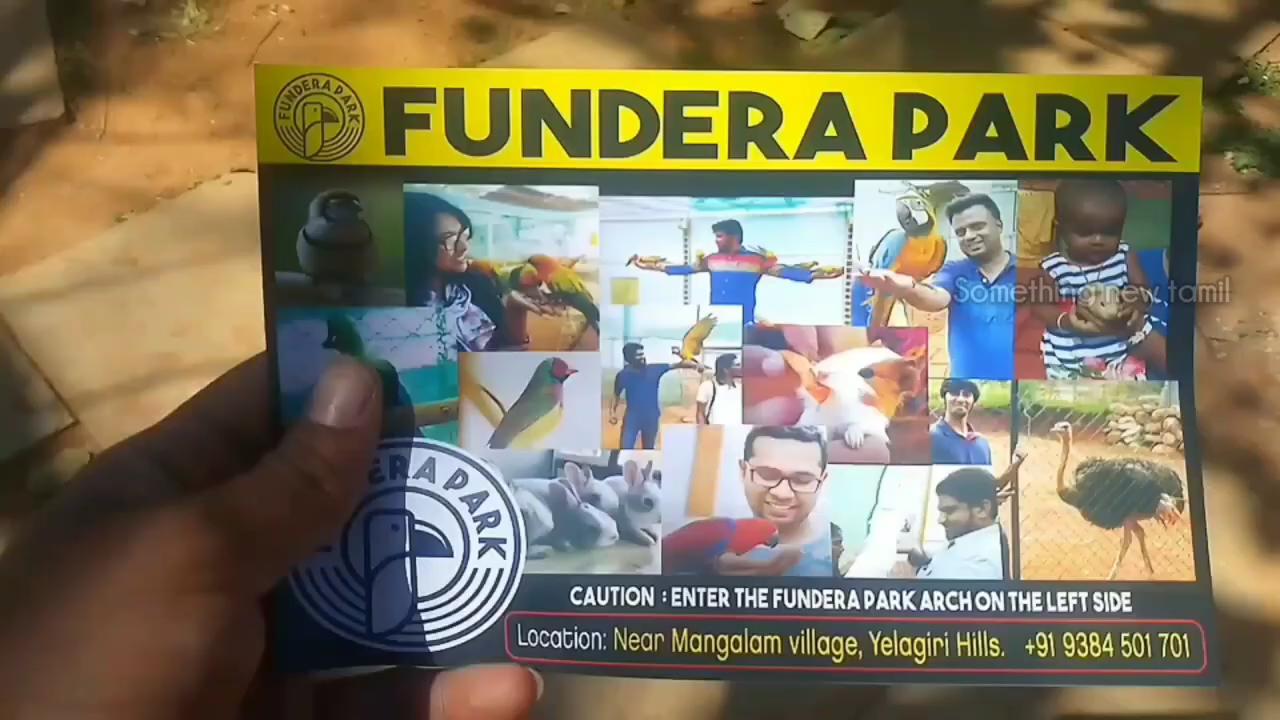 FUNDERA PARK
FUNDERA PARK
Something new tamil
ERA PARK
CAUTION : ENTER THE FUNDERA PARK ARCH ON THE LEFT SIDE
Location: Near Mangalam village, Yelagiri Hills. +91 9384 501 701